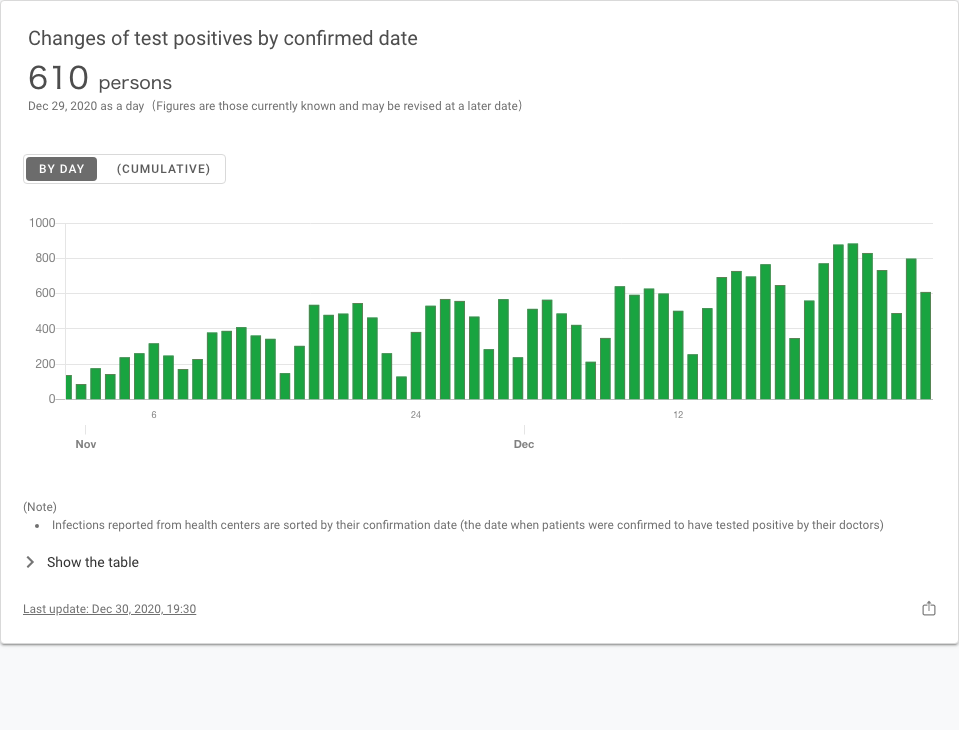 Changes of test positives by confirmed date
610 persons
Dec 29, 2020 as a day（Figures are those currently known and may be revised at a later date）
BY DAY (CUMULATIVE)
1000
800
600
400
200
0
6 24 12
Nov Dec
(Note)
• Infections reported from health centers are sorted by their confirmation date (the date when patients were confirmed to have tested positive by their doctors)
Show the table
Last update: Dec 30, 2020, 19:30